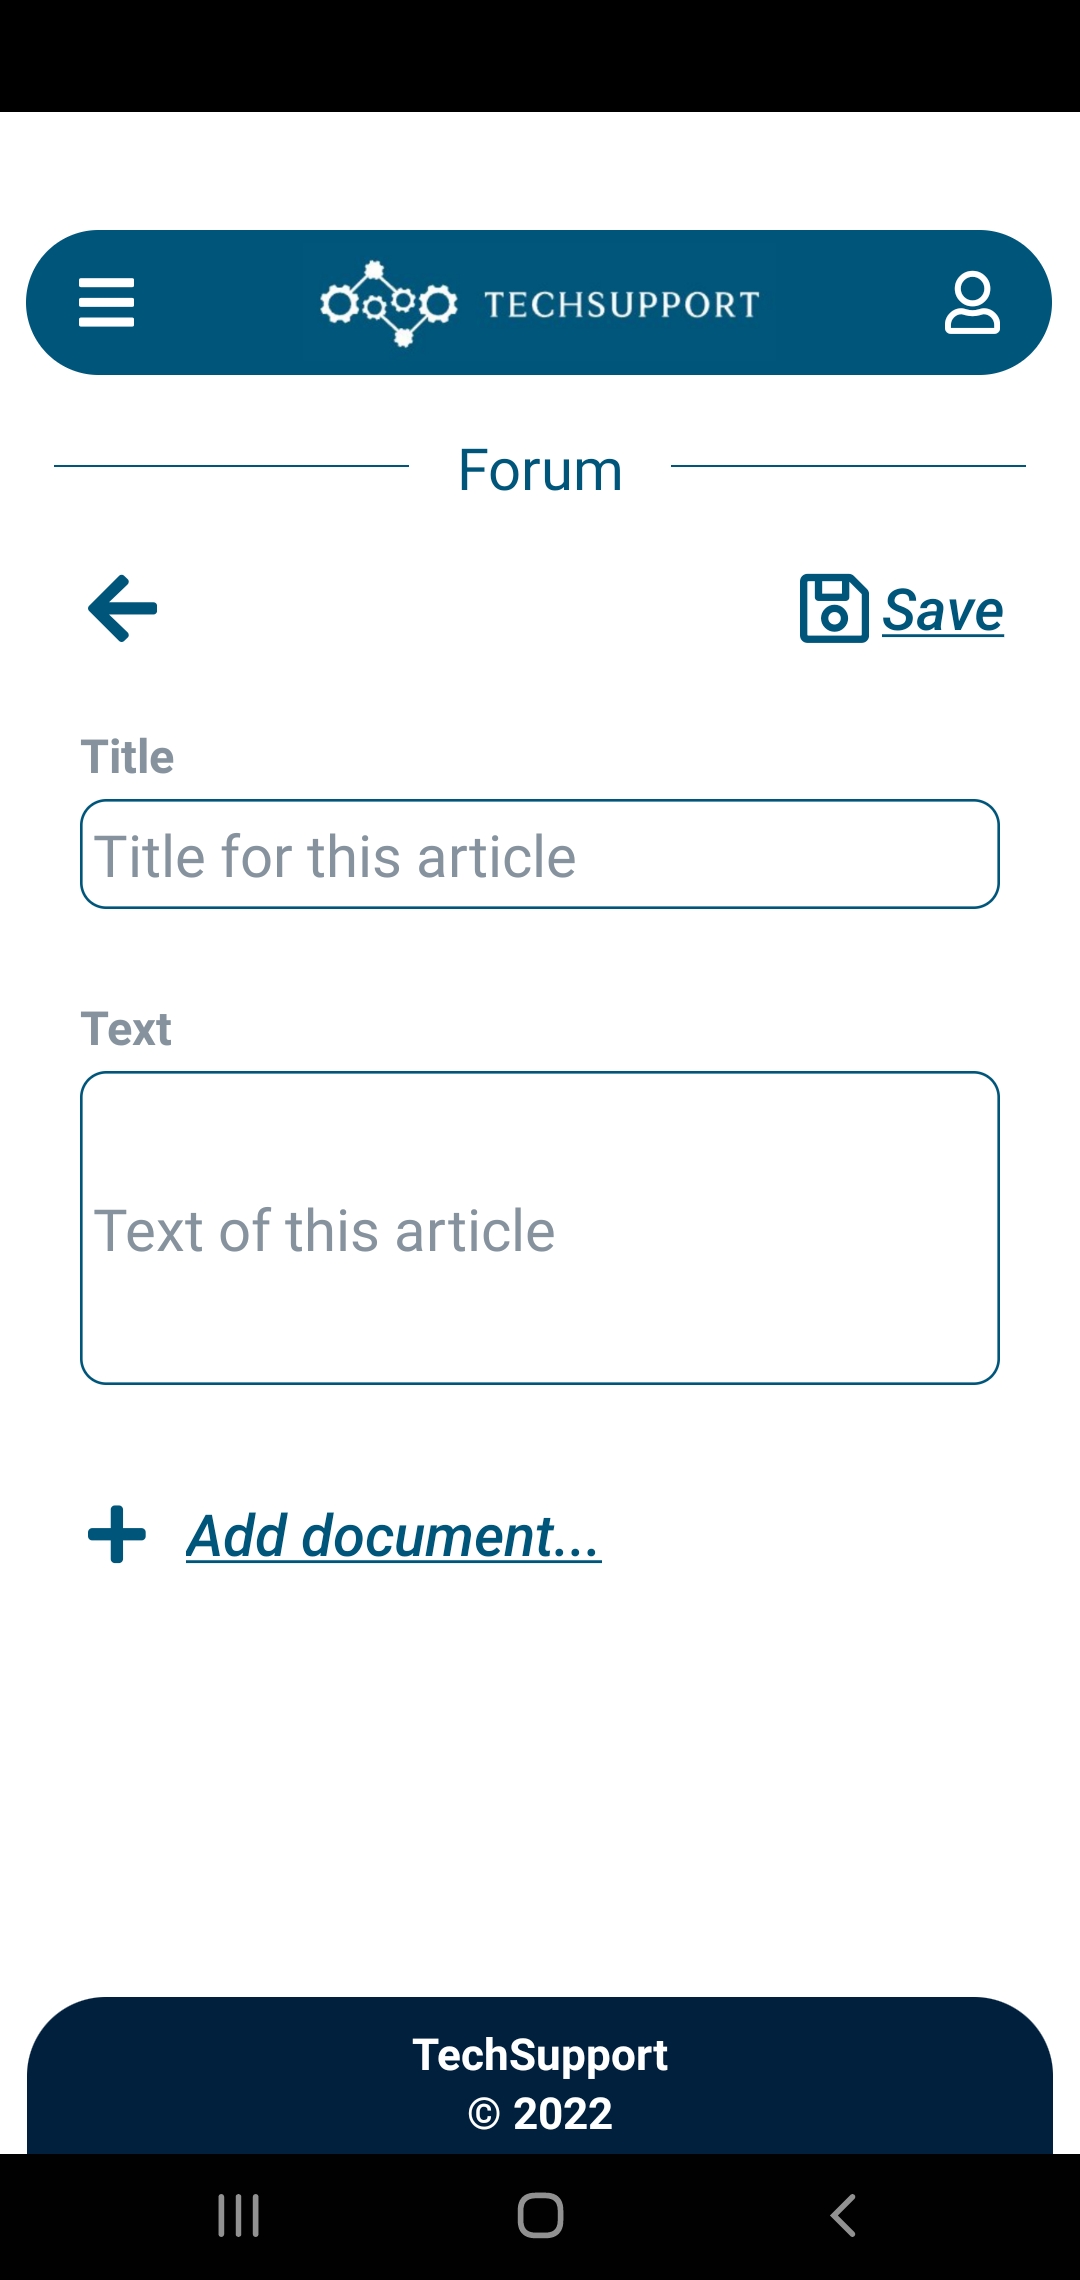 TECHSUPPORT
Forum
Save
Title
Title for this article
Text
Text of this article
Add document...
TechSupport
© 2022